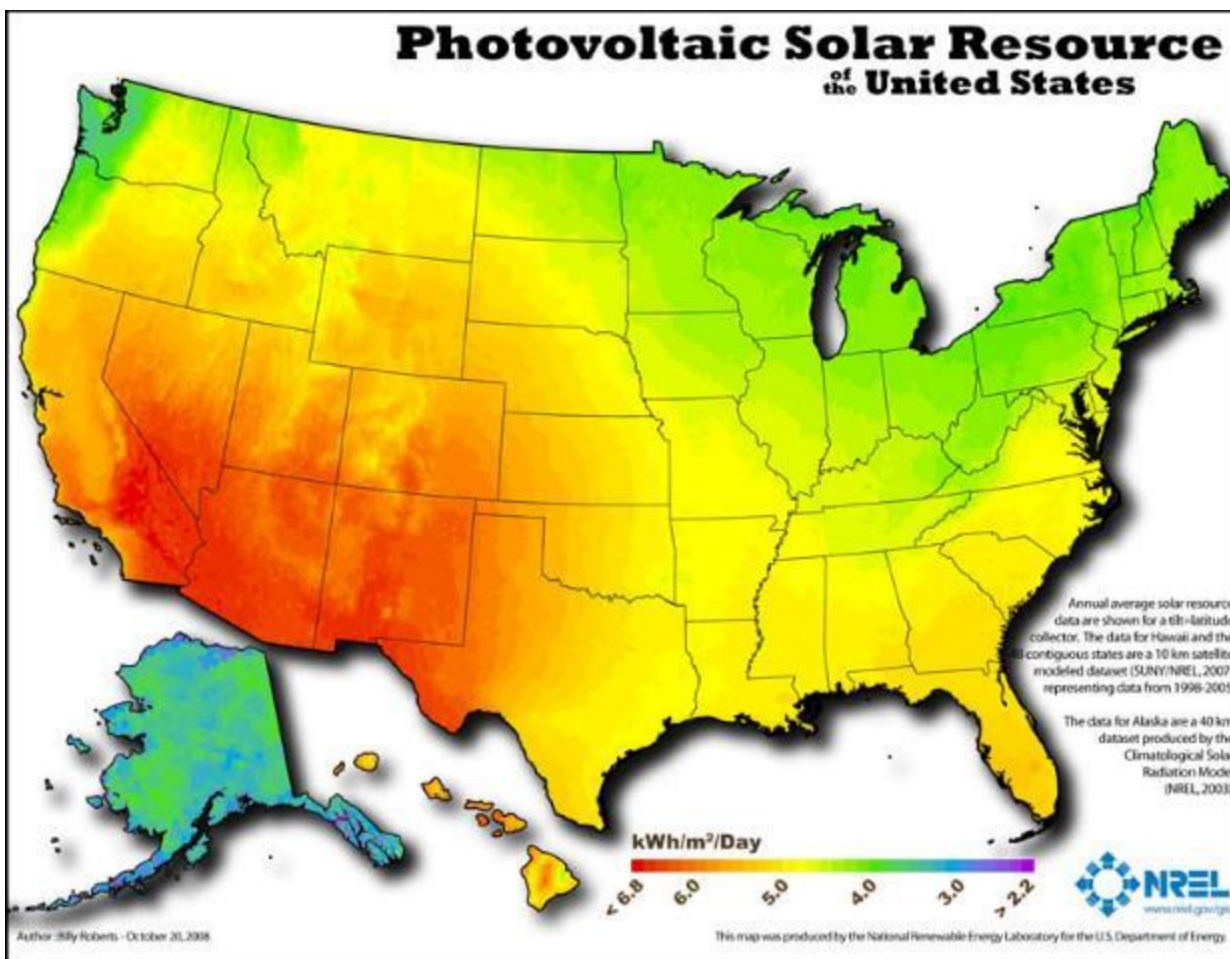 Photovoltaic Solar Resource
of the United States
Annual average solar resource
data are shown for a tilt=latitude
collector. The data for Hawaii and the
48 contiguous states are a 10 km satellite
modeled dataset (SUNY/NREL, 2007
representing data from 1998-2005
The data for Alaska are a 40 km
dataset produced by the
Climatological Solar
Radiation Model
(NREL, 2003)
kWh/m²/Day
< 6.8 6.0 5.0 4.0 3.0 > 2.2
NREL
Author : Billy Roberts - October 20, 2008
This map was produced by the National Renewable Energy Laboratory for the U.S. Department of Energy.